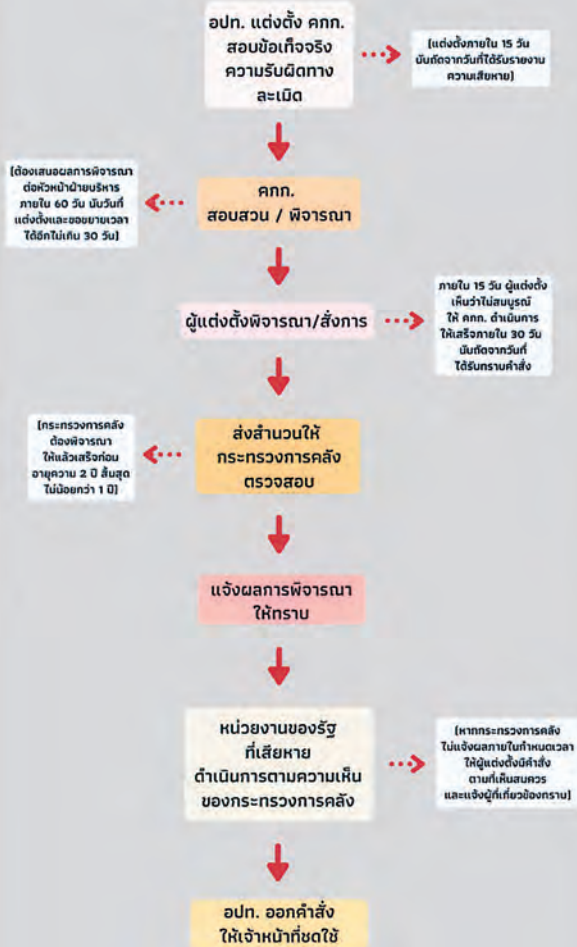 อปท. แต่งตั้ง คกก.
สอบข้อเท็จจริง
ความรับผิดทาง
ละเมิด
(แต่งตั้งภายใน 15 วัน
นับถัดจากวันที่ได้รับรายงาน
ความเสียหาย)
(ต้องเสนอผลการพิจารณา
ต่อหัวหน้าฝ่ายบริหาร
ภายใน 60 วัน นับวันที่
แต่งตั้งและขอขยายเวลา
ได้อีกไม่เกิน 30 วัน)
คกก.
สอบสวน / พิจารณา
ผู้แต่งตั้งพิจารณา/สั่งการ
ภายใน 15 วัน ผู้แต่งตั้ง
เห็นว่าไม่สมบูรณ์
ให้ คกก. ดำเนินการ
ให้เสร็จภายใน 30 วัน
นับถัดจากวันที่
ได้รับทราบคำสั่ง
(กระทรวงการคลัง
ต้องพิจารณา
ให้แล้วเสร็จก่อน
อายุความ 2 ปี สิ้นสุด
ไม่น้อยกว่า 1 ปี)
ส่งสำนวนให้
กระทรวงการคลัง
ตรวจสอบ
แจ้งผลการพิจารณา
ให้ทราบ
หน่วยงานของรัฐ
ที่เสียหาย
ดำเนินการตามความเห็น
ของกระทรวงการคลัง
(หากกระทรวงการคลัง
ไม่แจ้งผลภายในกำหนดเวลา
ให้ผู้แต่งตั้งมีคำสั่ง
ตามที่เห็นสมควร
และแจ้งผู้ที่เกี่ยวข้องทราบ)
อปท. ออกคำสั่ง
ให้เจ้าหน้าที่ชดใช้